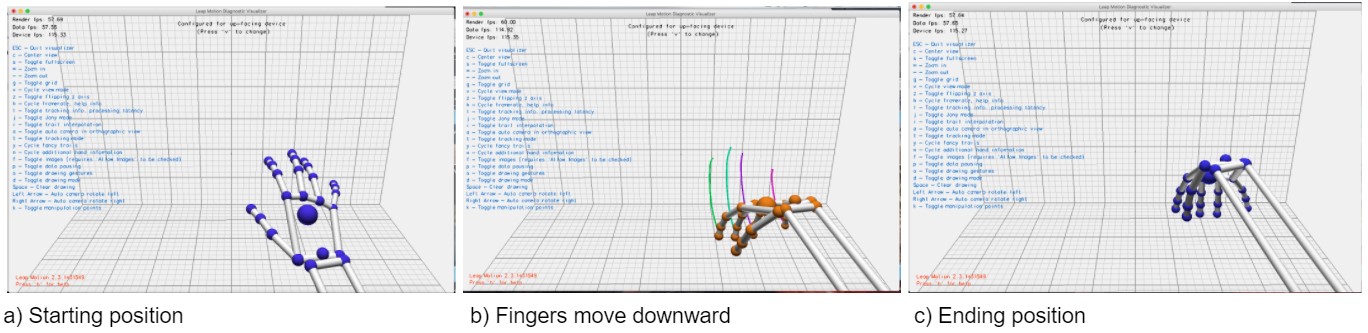 Leap Motion Diagnostic Visualizer
Render fps: 57.68
Data fps: 57.58
Device fps: 115.33
Configured for up-facing device
(Press 'v' to change)
ESC - Quit visualizer
c - Center view
s - Toggle fullscreen
= - Zoom in
- - Zoom out
g - Toggle grid
v - Cycle view mode
z - Toggle flipping z axis
h - Cycle framerate, help, info
l - Toggle tracking info, processing latency
j - Toggle Jony mode
i - Toggle trail interpolation
o - Toggle auto camera in orthographic view
t - Toggle tracking mode
y - Cycle fancy trails
n - Cycle additional hand information
f - Toggle images [requires 'Allow Images' to be checked]
p - Toggle data pausing
a - Toggle drawing gestures
d - Toggle drawing mode
Space - Clear drawing
Left Arrow - Auto camera rotate left
Right Arrow - Auto camera rotate right
k - Toggle manipulation points
Leap Motion 2.3.1+31549
Press 'h' for help
Leap Motion Diagnostic Visualizer
Render fps: 60.00
Data fps: 114.92
Device fps: 115.35
Configured for up-facing device
(Press 'v' to change)
ESC - Quit visualizer
c - Center view
s - Toggle fullscreen
= - Zoom in
- - Zoom out
g - Toggle grid
v - Cycle view mode
z - Toggle flipping z axis
h - Cycle framerate, help, info
l - Toggle tracking info, processing latency
j - Toggle Jony mode
i - Toggle trail interpolation
o - Toggle auto camera in orthographic view
t - Toggle tracking mode
y - Cycle fancy trails
n - Cycle additional hand information
f - Toggle images [requires 'Allow Images' to be checked]
p - Toggle data pausing
a - Toggle drawing gestures
d - Toggle drawing mode
Space - Clear drawing
Left Arrow - Auto camera rotate left
Right Arrow - Auto camera rotate right
k - Toggle manipulation points
Leap Motion 2.3.1+31549
Press 'h' for help
Leap Motion Diagnostic Visualizer
Render fps: 57.64
Data fps: 57.65
Device fps: 115.27
Configured for up-facing device
(Press 'v' to change)
ESC - Quit visualizer
c - Center view
s - Toggle fullscreen
= - Zoom in
- - Zoom out
g - Toggle grid
v - Cycle view mode
z - Toggle flipping z axis
h - Cycle framerate, help, info
l - Toggle tracking info, processing latency
j - Toggle Jony mode
i - Toggle trail interpolation
o - Toggle auto camera in orthographic view
t - Toggle tracking mode
y - Cycle fancy trails
n - Cycle additional hand information
f - Toggle images [requires 'Allow Images' to be checked]
p - Toggle data pausing
a - Toggle drawing gestures
d - Toggle drawing mode
Space - Clear drawing
Left Arrow - Auto camera rotate left
Right Arrow - Auto camera rotate right
k - Toggle manipulation points
Leap Motion 2.3.1+31549
Press 'h' for help
a) Starting position
b) Fingers move downward
c) Ending position